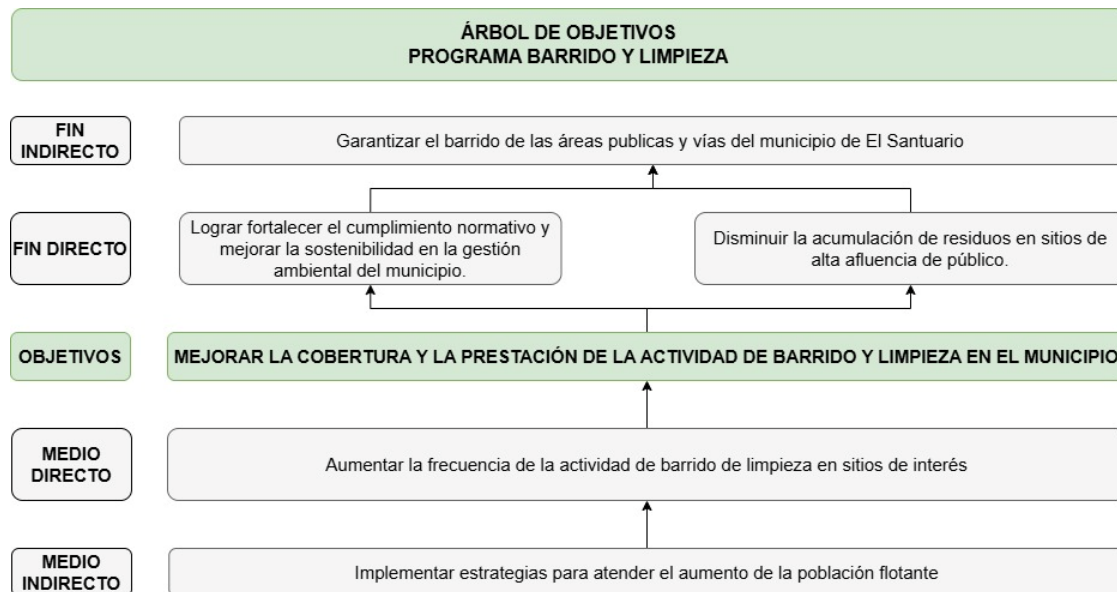 ÁRBOL DE OBJETIVOS
PROGRAMA BARRIDO Y LIMPIEZA
FIN
INDIRECTO
Garantizar el barrido de las áreas publicas y vías del municipio de El Santuario
FIN DIRECTO
Lograr fortalecer el cumplimiento normativo y
mejorar la sostenibilidad en la gestión
ambiental del municipio.
Disminuir la acumulación de residuos en sitios de
alta afluencia de público.
OBJETIVOS
MEJORAR LA COBERTURA Y LA PRESTACIÓN DE LA ACTIVIDAD DE BARRIDO Y LIMPIEZA EN EL MUNICIPIO
MEDIO
DIRECTO
Aumentar la frecuencia de la actividad de barrido de limpieza en sitios de interés
MEDIO
INDIRECTO
Implementar estrategias para atender el aumento de la población flotante